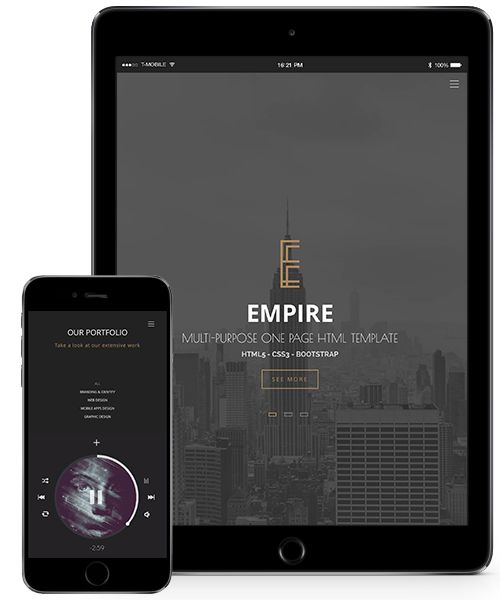 T-MOBILE
16:21 PM
100%
EMPIRE
MULTI-PURPOSE ONE PAGE HTML TEMPLATE
HTML5 - CSS3 - BOOTSTRAP
SEE MORE
OUR PORTFOLIO
Take a look at our extensive work
ALL
BRANDING & IDENTITY
WEB DESIGN
MOBILE APPS DESIGN
GRAPHIC DESIGN
-2:59